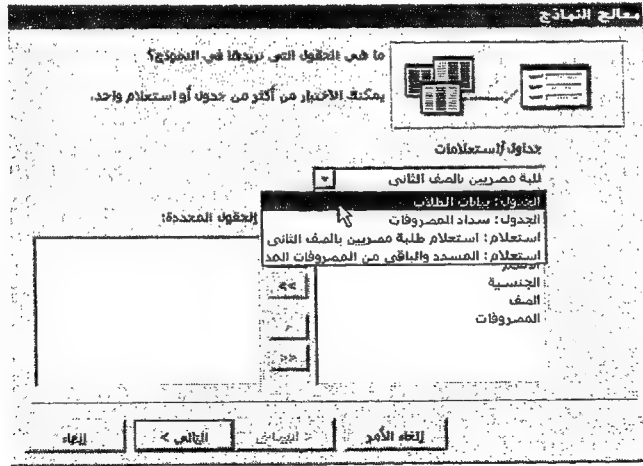 معالج النماذج
ما هي الحقول التي تريدها في النموذج؟
يمكنك الاختيار من أكثر من جدول أو استعلام واحد.
جداول/استعلامات
طلبة مصريين بالصف الثانى
الجدول: بيانات الطلاب
الجدول: سداد المصروفات
استعلام: استعلام طلبة مصريين بالصف الثانى
استعلام: المسدد والباقي من المصروفات المد
الحقول المحددة:
الجنسية
الصف
المصروفات
>>
<
<<
إلغاء الأمر
< السابق
التالي >
إنهاء